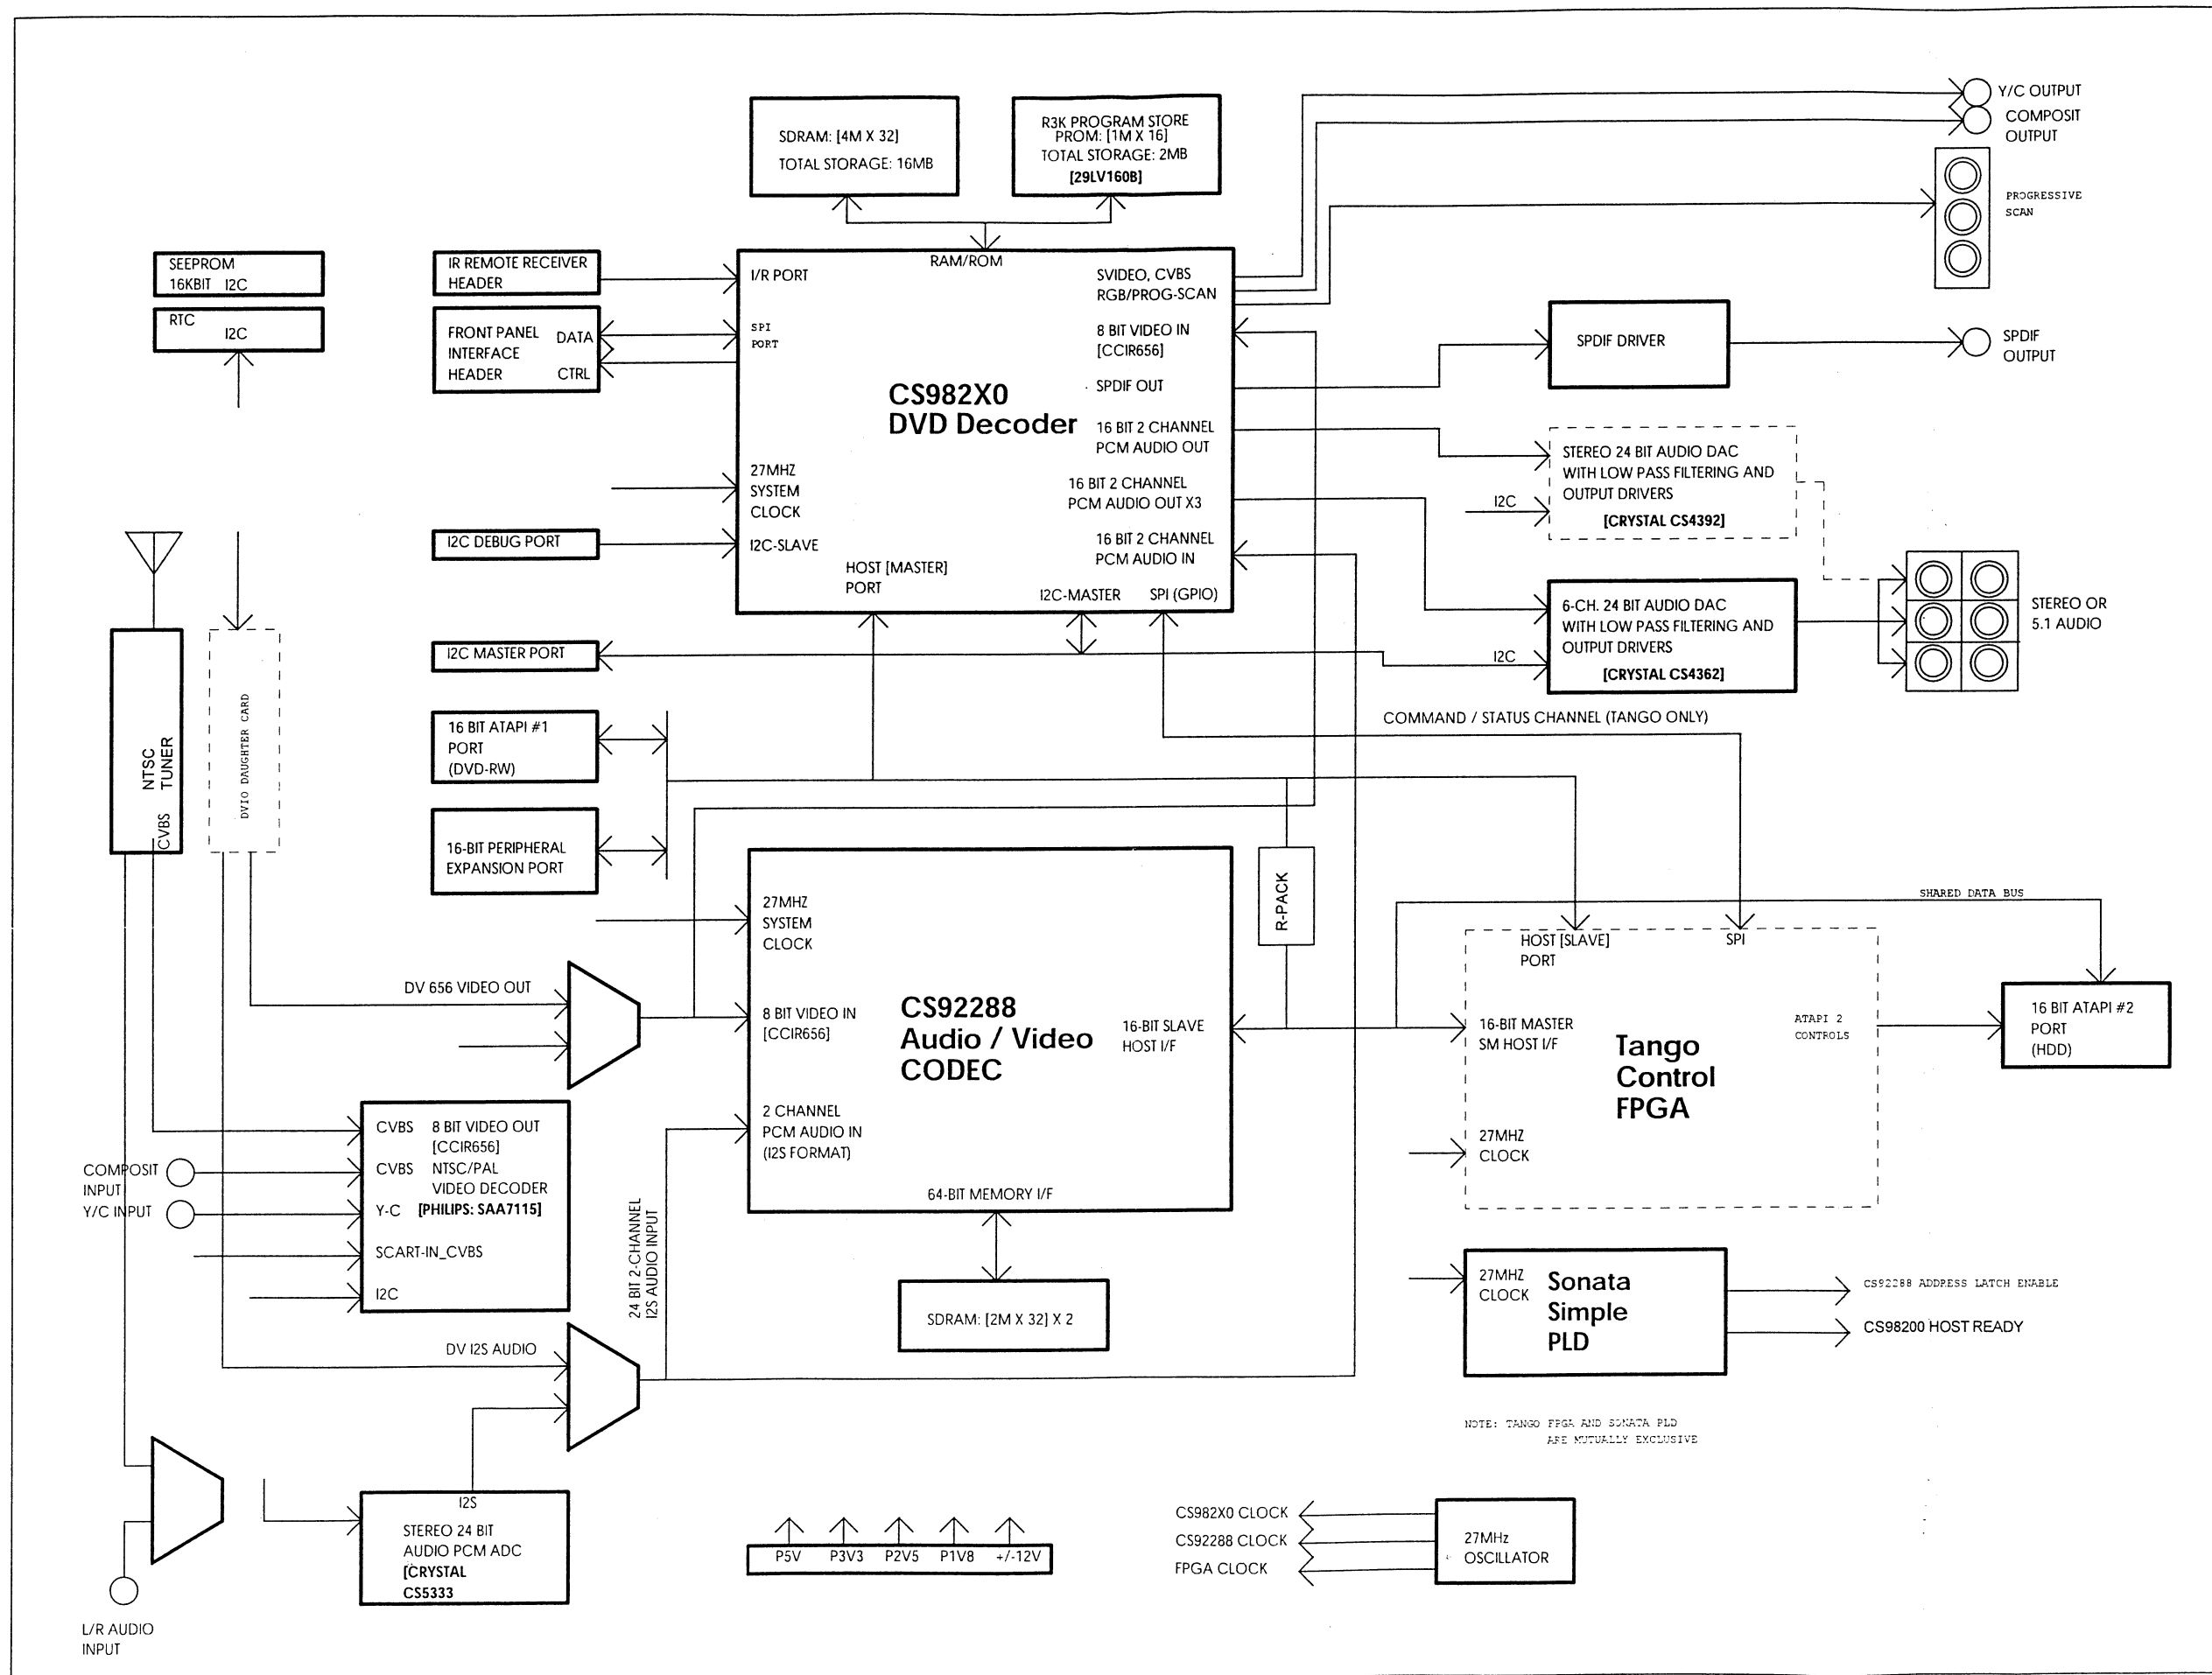 Y/C OUTPUT
COMPOSIT
OUTPUT
SDRAM: [4M X 32]
TOTAL STORAGE: 16MB
R3K PROGRAM STORE
PROM: [1M X 16]
TOTAL STORAGE: 2MB
[29LV160B]
PROGRESSIVE
SCAN
SEEPROM
16KBIT I2C
RTC
I2C
IR REMOTE RECEIVER
HEADER
FRONT PANEL
INTERFACE
HEADER
DATA
CTRL
RAM/ROM
I/R PORT
SPI
PORT
SVIDEO, CVBS
RGB/PROG-SCAN
8 BIT VIDEO IN
[CCIR656]
SPDIF OUT
CS982X0
DVD Decoder
16 BIT 2 CHANNEL
PCM AUDIO OUT
27MHZ
SYSTEM
CLOCK
16 BIT 2 CHANNEL
PCM AUDIO OUT X3
I2C-SLAVE
16 BIT 2 CHANNEL
PCM AUDIO IN
HOST [MASTER]
PORT
I2C-MASTER
SPI (GPIO)
SPDIF DRIVER
SPDIF
OUTPUT
STEREO 24 BIT AUDIO DAC
WITH LOW PASS FILTERING AND
OUTPUT DRIVERS
[CRYSTAL CS4392]
I2C
6-CH. 24 BIT AUDIO DAC
WITH LOW PASS FILTERING AND
OUTPUT DRIVERS
[CRYSTAL CS4362]
I2C
STEREO OR
5.1 AUDIO
I2C DEBUG PORT
I2C MASTER PORT
16 BIT ATAPI #1
PORT
(DVD-RW)
16-BIT PERIPHERAL
EXPANSION PORT
COMMAND / STATUS CHANNEL (TANGO ONLY)
NTSC
TUNER
CVBS
DVIO DAUGHTER CARD
R-PACK
SHARED DATA BUS
27MHZ
SYSTEM
CLOCK
8 BIT VIDEO IN
[CCIR656]
CS92288
Audio / Video
CODEC
16-BIT SLAVE
HOST I/F
2 CHANNEL
PCM AUDIO IN
(I2S FORMAT)
64-BIT MEMORY I/F
SDRAM: [2M X 32] X 2
HOST [SLAVE]
PORT
SPI
16-BIT MASTER
SM HOST I/F
ATAPI 2
CONTROLS
Tango
Control
FPGA
27MHZ
CLOCK
16 BIT ATAPI #2
PORT
(HDD)
DV 656 VIDEO OUT
CVBS
8 BIT VIDEO OUT
[CCIR656]
CVBS
NTSC/PAL
VIDEO DECODER
Y-C
[PHILIPS: SAA7115]
SCART-IN_CVBS
I2C
COMPOSIT
INPUT
Y/C INPUT
24 BIT 2-CHANNEL
I2S AUDIO INPUT
DV I2S AUDIO
27MHZ
CLOCK
Sonata
Simple
PLD
CS92288 ADDRESS LATCH ENABLE
CS98200 HOST READY
NOTE: TANGO FPGA AND SONATA PLD
ARE MUTUALLY EXCLUSIVE
I2S
STEREO 24 BIT
AUDIO PCM ADC
[CRYSTAL
CS5333
L/R AUDIO
INPUT
P5V
P3V3
P2V5
P1V8
+/-12V
CS982X0 CLOCK
CS92288 CLOCK
FPGA CLOCK
27MHz
OSCILLATOR